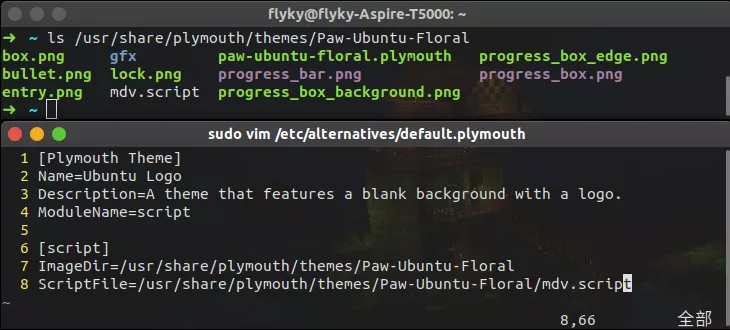 flyky@flyky-Aspire-T5000: ~
➜ ~ ls /usr/share/plymouth/themes/Paw-Ubuntu-Floral
box.png gfx paw-ubuntu-floral.plymouth progress_box_edge.png
bullet.png lock.png progress_bar.png progress_box.png
entry.png mdv.script progress_box_background.png
➜ ~
sudo vim /etc/alternatives/default.plymouth
1 [Plymouth Theme]
2 Name=Ubuntu Logo
3 Description=A theme that features a blank background with a logo.
4 ModuleName=script
5
6 [script]
7 ImageDir=/usr/share/plymouth/themes/Paw-Ubuntu-Floral
8 ScriptFile=/usr/share/plymouth/themes/Paw-Ubuntu-Floral/mdv.script
~
8,66 全部